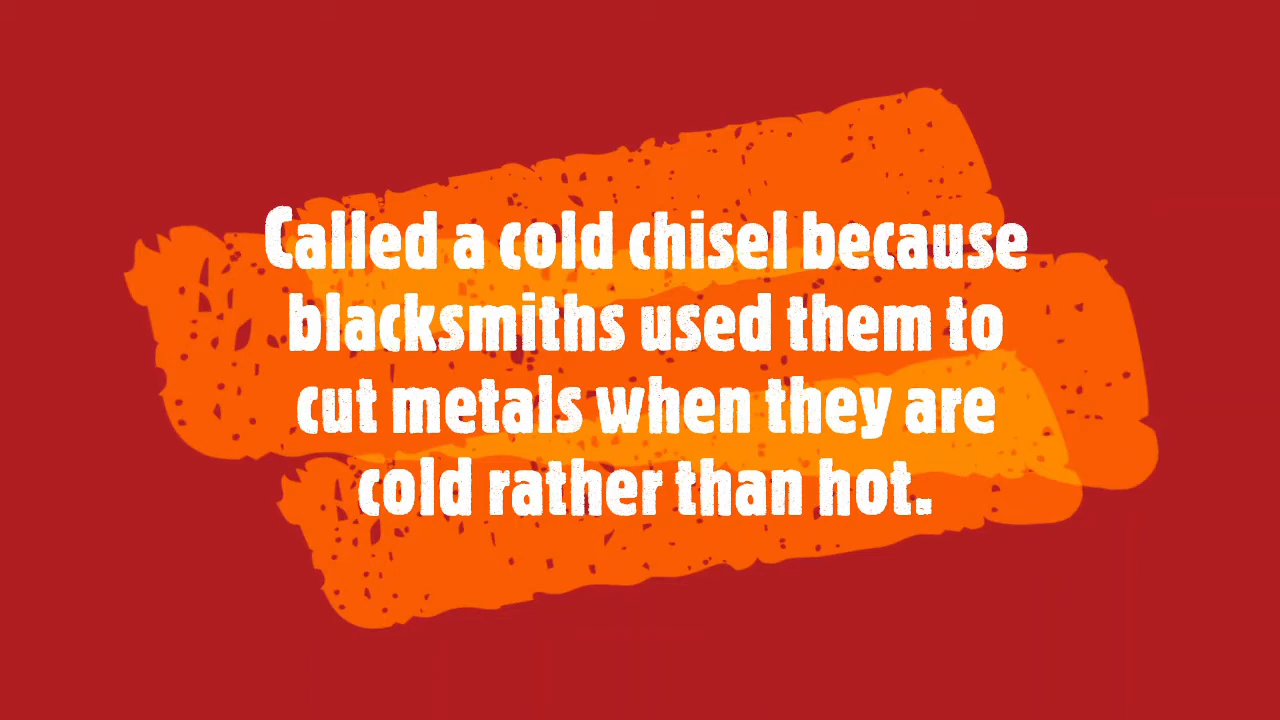 Called a cold chisel because
blacksmiths used them to
cut metals when they are
cold rather than hot.